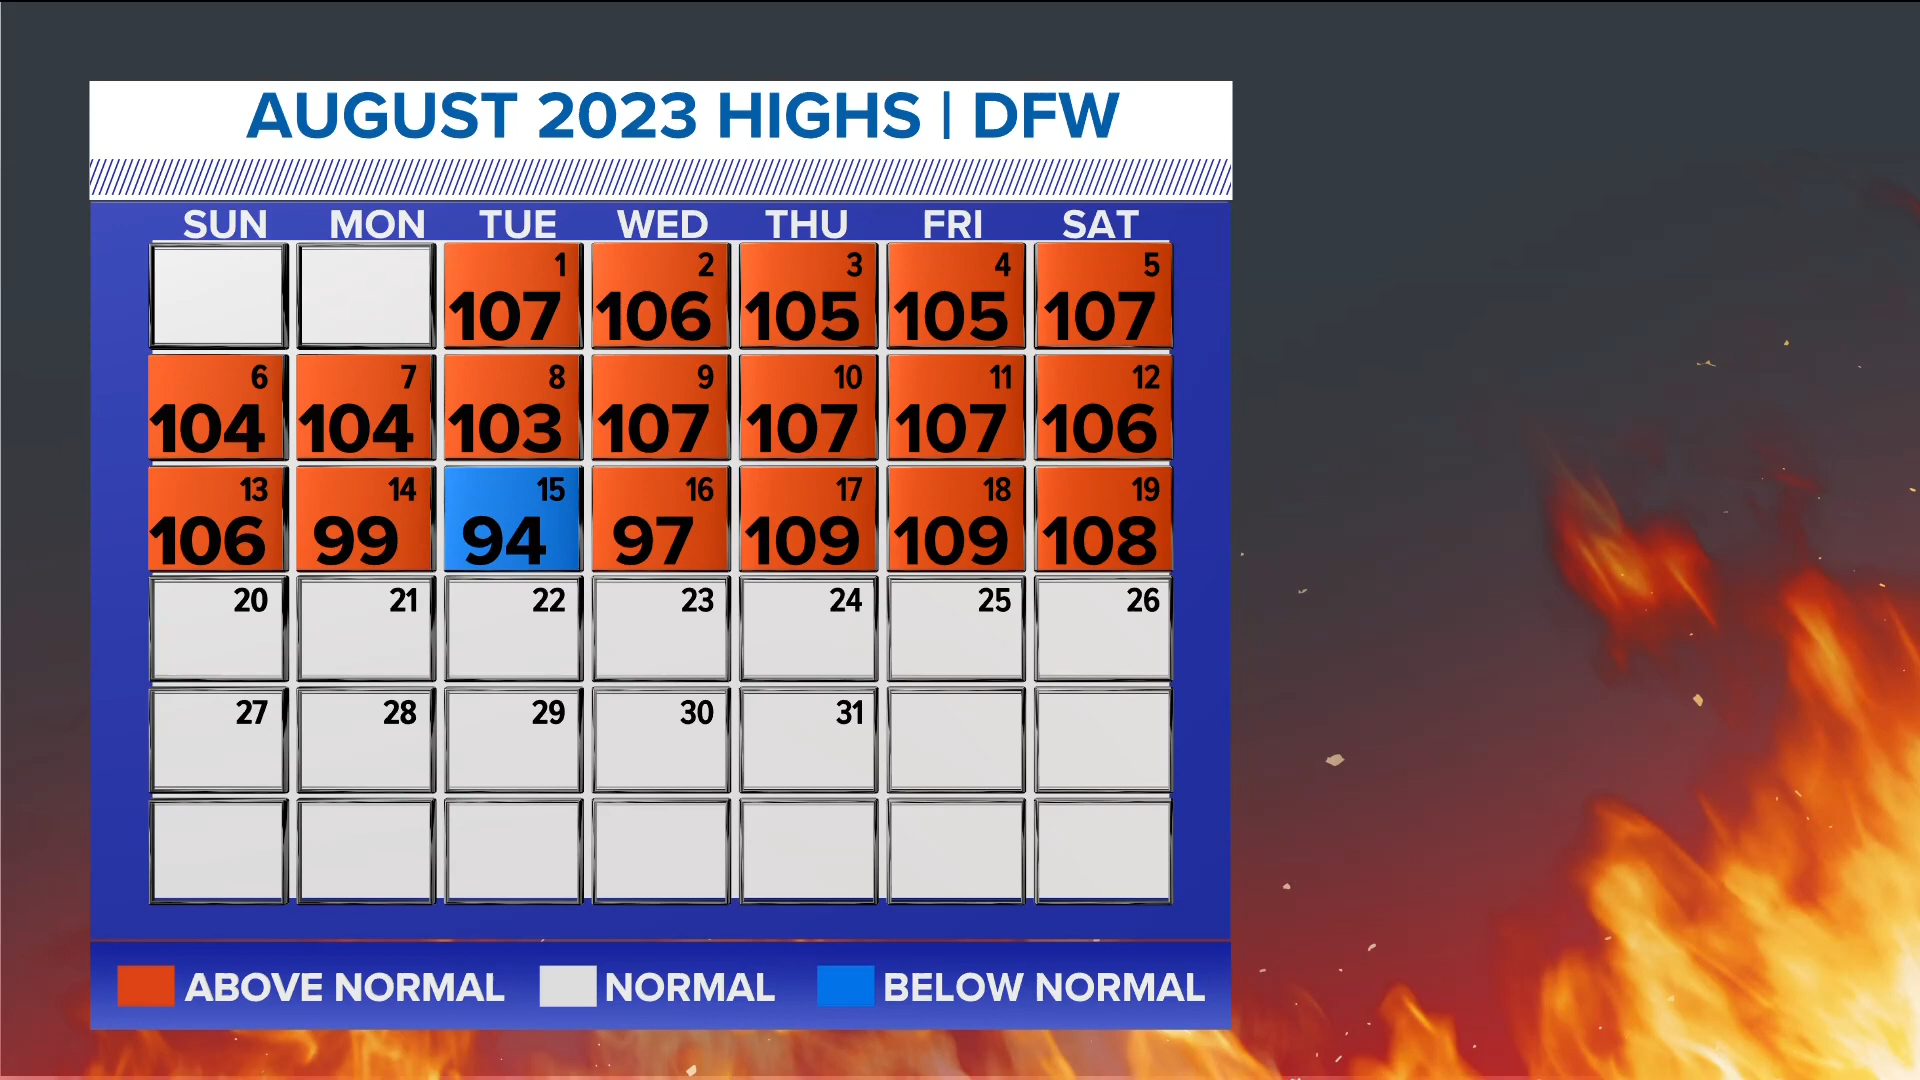 AUGUST 2023 HIGHS | DFW
SUN MON TUE WED THU FRI SAT
1 2 3 4 5
107 106 105 105 107
6 7 8 9 10 11 12
104 104 103 107 107 107 106
13 14 15 16 17 18 19
106 99 94 97 109 109 108
20 21 22 23 24 25 26
27 28 29 30 31
ABOVE NORMAL NORMAL BELOW NORMAL